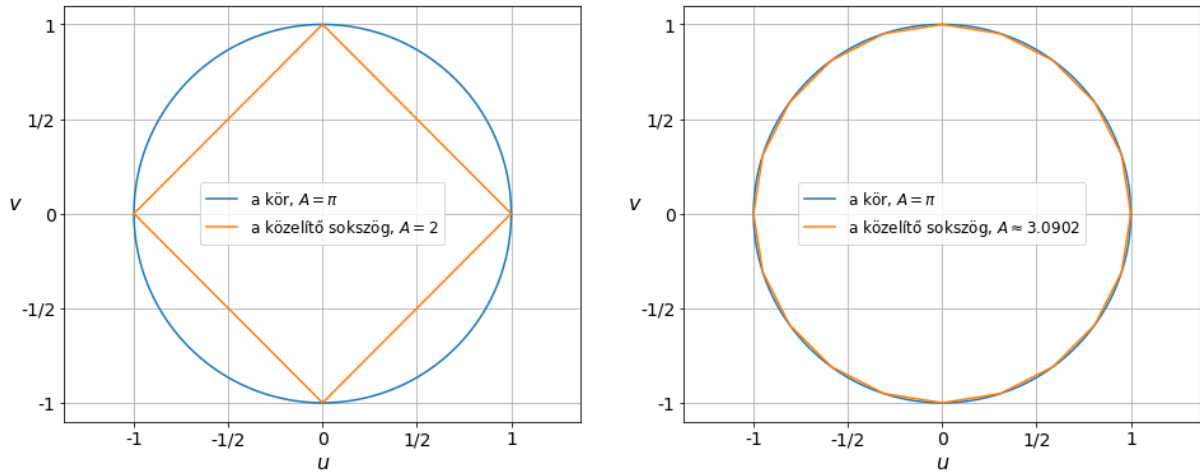 1
1/2
v
0
-1/2
-1
a kör, A = π
a közelítő sokszög, A = 2
-1
-1/2
0
1/2
1
u
1
1/2
v
0
-1/2
-1
a kör, A = π
a közelítő sokszög, A ≈ 3.0902
-1
-1/2
0
1/2
1
u